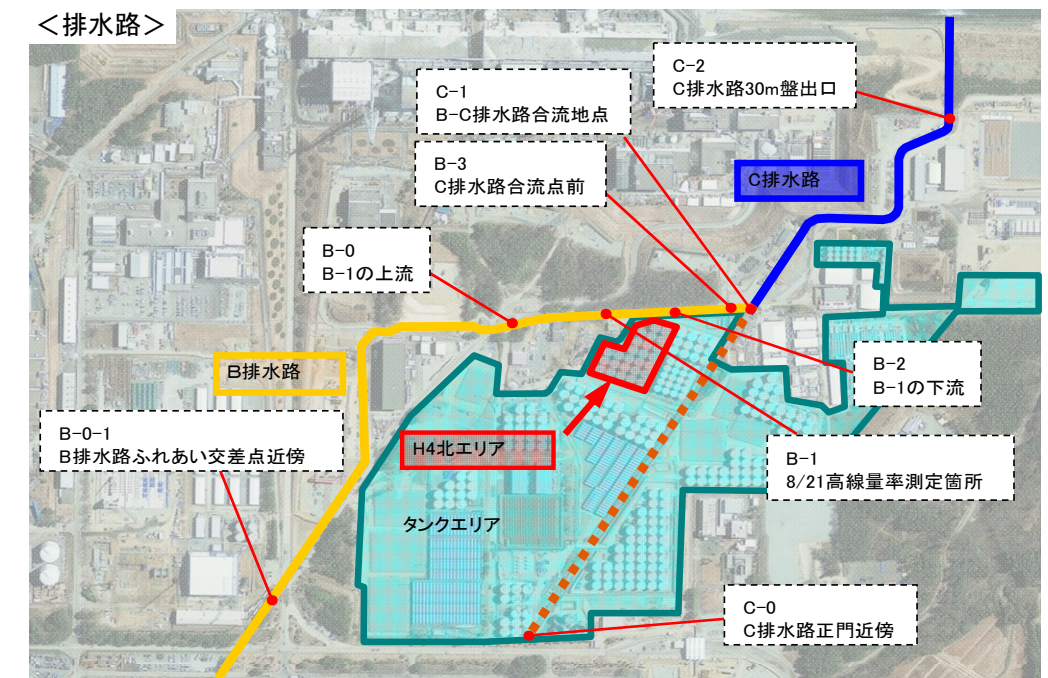 ＜排水路＞
C-2
C排水路30m盤出口
C-1
B-C排水路合流地点
B-3
C排水路合流点前
C排水路
B-0
B-1の上流
B排水路
B-2
B-1の下流
B-0-1
B排水路ふれあい交差点近傍
H4北エリア
B-1
8/21高線量率測定箇所
タンクエリア
C-0
C排水路正門近傍